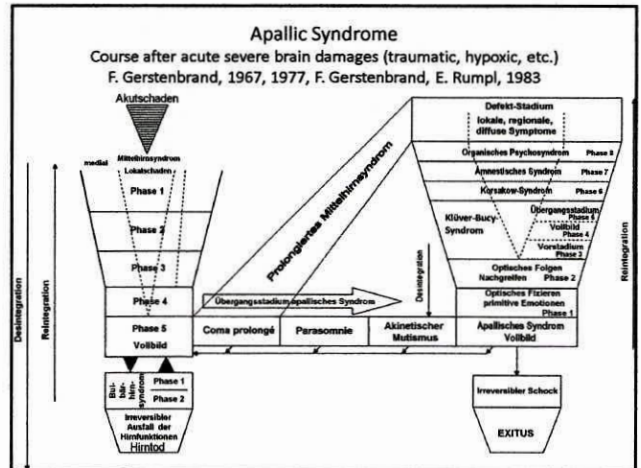 Apallic Syndrome
Course after acute severe brain damages (traumatic, hypoxic, etc.)
F. Gerstenbrand, 1967, 1977, F. Gerstenbrand, E. Rumpl, 1983
Akutschaden
medial
Mittelhirnsyndrom
Lokalschaden
Phase 1
Phase 2
Phase 3
Phase 4
Phase 5
Vollbild
Desintegration
Reintegration
Bul-
bär-
hirn-
syndrom
Phase 1
Phase 2
Irreversibler
Ausfall der
Hirnfunktionen
Hirntod
Prolongiertes Mittelhirnsyndrom
Übergangsstadium apallisches Syndrom
Coma prolongé
Parasomnie
Akinetischer
Mutismus
Apallisches Syndrom
Vollbild
Desintegration
Defekt-Stadium
lokale, regionale,
diffuse Symptome
Organisches Psychosyndrom Phase 8
Amnestisches Syndrom Phase 7
Korsakow-Syndrom Phase 6
Klüver-Bucy-
Syndrom
Übergangsstadium
Vollbild
Phase 4
Vorstadium
Phase 3
Optisches Folgen
Nachgreifen Phase 2
Optisches Fixieren
primitive Emotionen
Phase 1
Reintegration
Irreversibler Schock
EXITUS